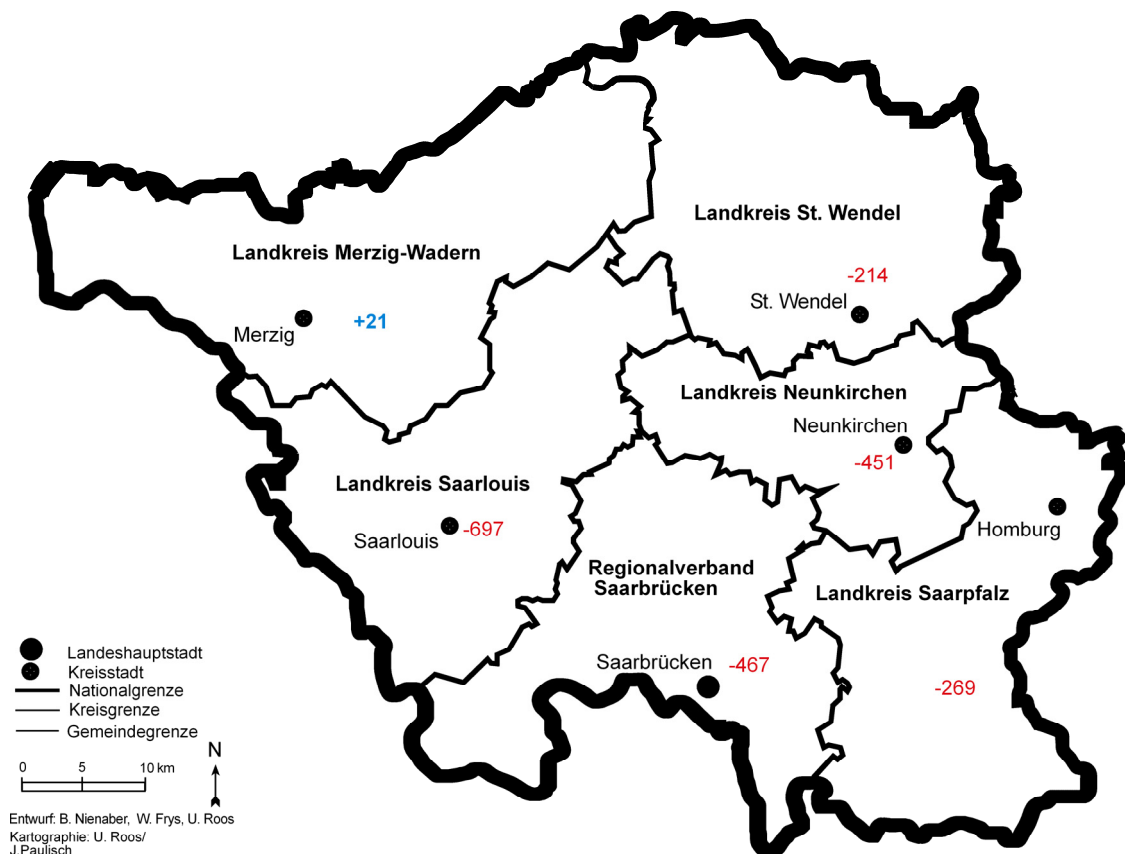 Landkreis St. Wendel
Landkreis Merzig-Wadern
-214
St. Wendel
Merzig
+21
Landkreis Neunkirchen
Neunkirchen
-451
Landkreis Saarlouis
-697
Saarlouis
Homburg
Regionalverband
Saarbrücken
Landkreis Saarpfalz
Saarbrücken
-467
-269
Landeshauptstadt
Kreisstadt
Nationalgrenze
Kreisgrenze
Gemeindegrenze
N
0 5 10 km
Entwurf: B. Nienaber, W. Frys, U. Roos
Kartographie: U. Roos/
J.Paulisch